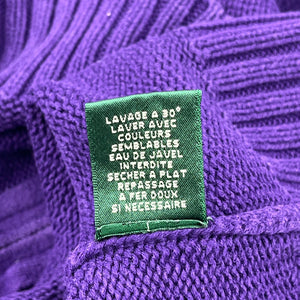 LAVAGE A 30°
LAVER AVEC
COULEURS
SEMBLABLES
EAU DE JAVEL
INTERDITE
SECHER A PLAT
REPASSAGE
A FER DOUX
SI NECESSAIRE